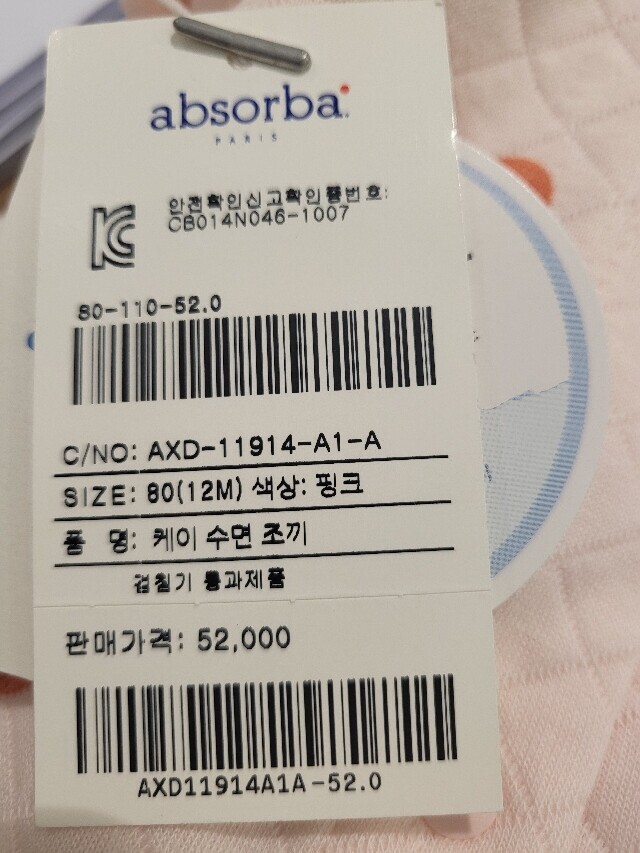 absorba
PARIS
안전확인신고확인증번호:
CB014N046-1007
80-110-52.0
C/NO: AXD-11914-A1-A
SIZE: 80(12M) 색상: 핑크
품 명: 케이 수면 조끼
검침기 통과제품
판매가격: 52,000
AXD11914A1A-52.0